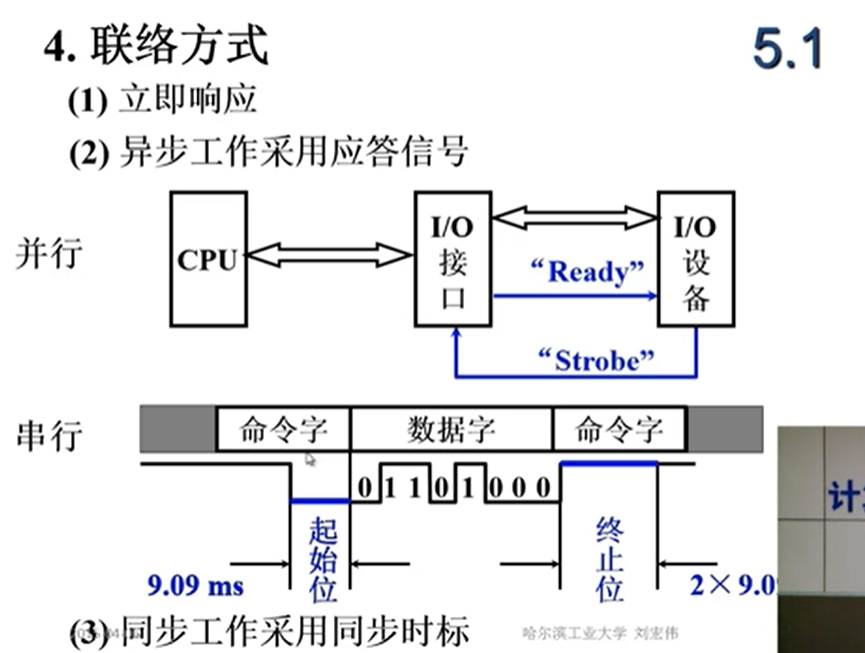 4. 联络方式
5.1
(1) 立即响应
(2) 异步工作采用应答信号
并行
CPU
I/O
接
口
I/O
设
备
“Ready”
“Strobe”
串行
命令字
数据字
命令字
0 1 1 0 1 0 0 0
起
始
位
终
止
位
9.09 ms
2×9.0
(3) 同步工作采用同步时标
哈尔滨工业大学 刘宏伟